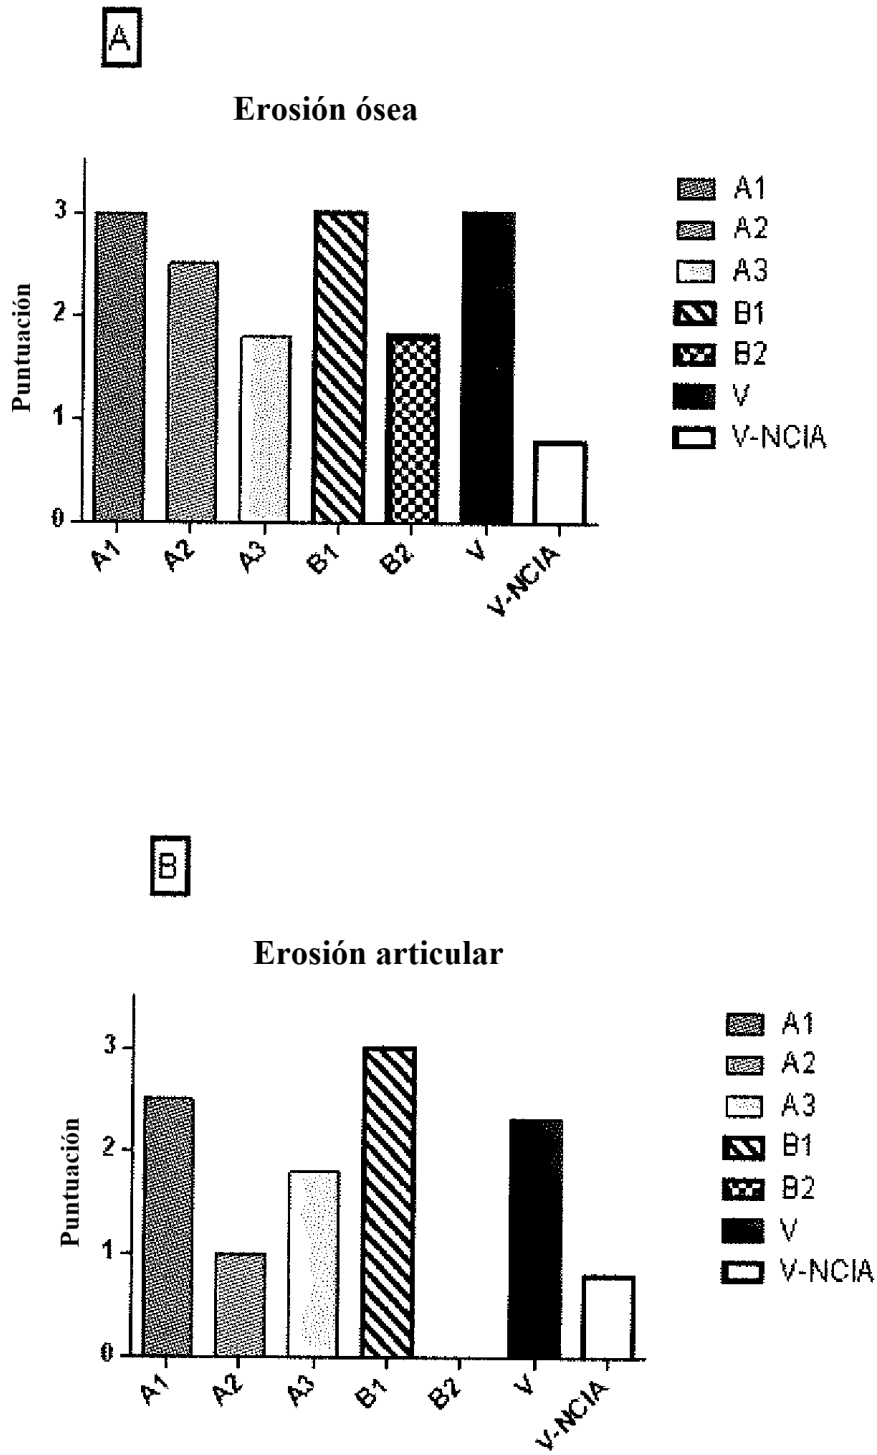 A
Erosión ósea
Puntuación
3
2
1
0
A1
A2
A3
B1
B2
V
V-NCIA
A1
A2
A3
B1
B2
V
V-NCIA
B
Erosión articular
Puntuación
3
2
1
0
A1
A2
A3
B1
B2
V
V-NCIA
A1
A2
A3
B1
B2
V
V-NCIA